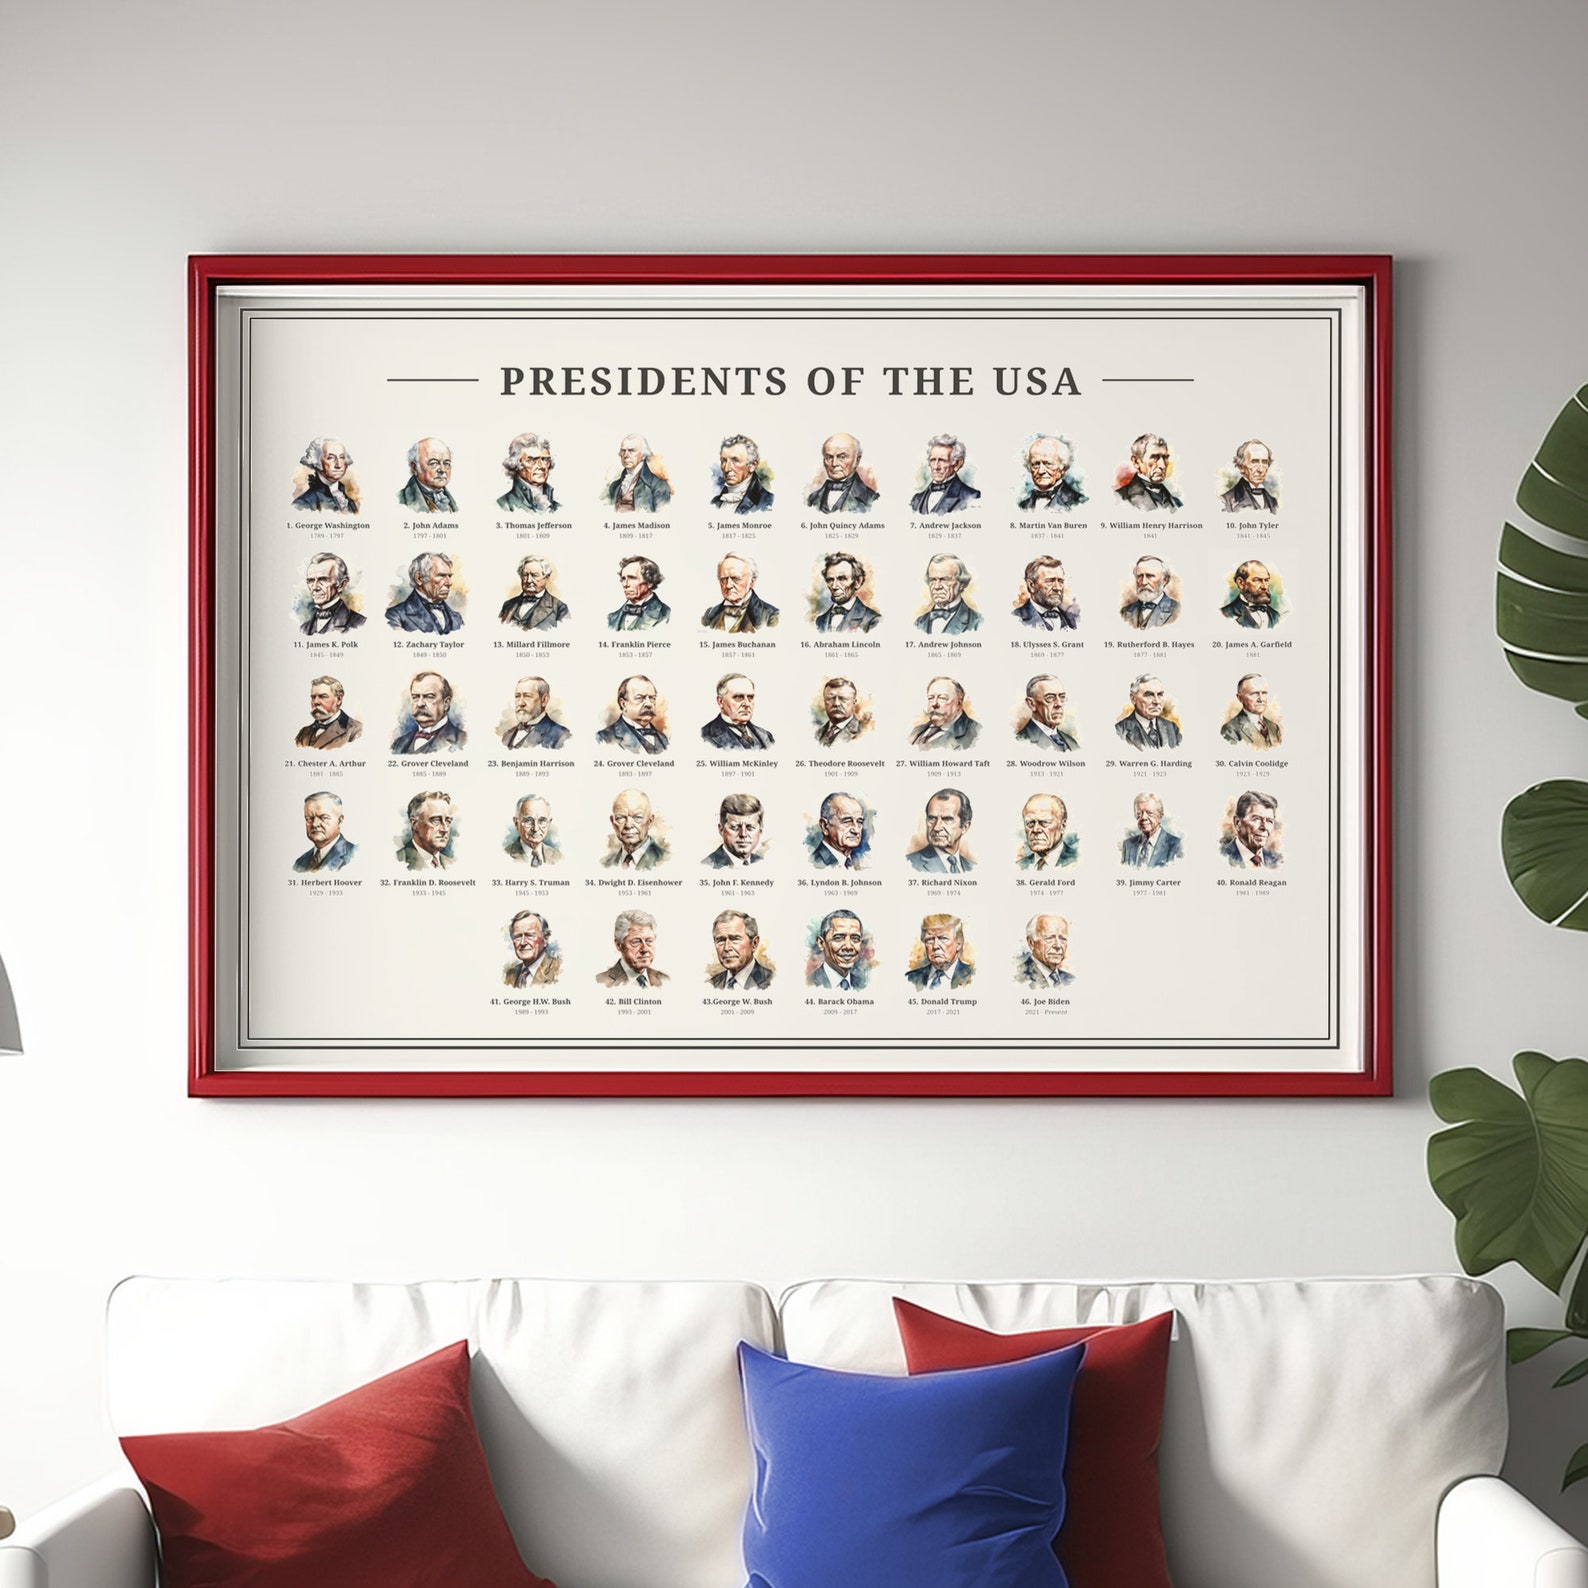 PRESIDENTS OF THE USA
1. George Washington 2. John Adams 3. Thomas Jefferson 4. James Madison 5. James Monroe 6. John Quincy Adams 7. Andrew Jackson 8. Martin Van Buren 9. William Henry Harrison 10. John Tyler
1789 - 1797 1797 - 1801 1801 - 1809 1809 - 1817 1817 - 1825 1825 - 1829 1829 - 1837 1837 - 1841 1841 1841 - 1845
11. James K. Polk 12. Zachary Taylor 13. Millard Fillmore 14. Franklin Pierce 15. James Buchanan 16. Abraham Lincoln 17. Andrew Johnson 18. Ulysses S. Grant 19. Rutherford B. Hayes 20. James A. Garfield
1845 - 1849 1849 - 1850 1850 - 1853 1853 - 1857 1857 - 1861 1861 - 1865 1865 - 1869 1869 - 1877 1877 - 1881 1881
21. Chester A. Arthur 22. Grover Cleveland 23. Benjamin Harrison 24. Grover Cleveland 25. William McKinley 26. Theodore Roosevelt 27. William Howard Taft 28. Woodrow Wilson 29. Warren G. Harding 30. Calvin Coolidge
1881 - 1885 1885 - 1889 1889 - 1893 1893 - 1897 1897 - 1901 1901 - 1909 1909 - 1913 1913 - 1921 1921 - 1923 1923 - 1929
31. Herbert Hoover 32. Franklin D. Roosevelt 33. Harry S. Truman 34. Dwight D. Eisenhower 35. John F. Kennedy 36. Lyndon B. Johnson 37. Richard Nixon 38. Gerald Ford 39. Jimmy Carter 40. Ronald Reagan
1929 - 1933 1933 - 1945 1945 - 1953 1953 - 1961 1961 - 1963 1963 - 1969 1969 - 1974 1974 - 1977 1977 - 1981 1981 - 1989
41. George H.W. Bush 42. Bill Clinton 43.George W. Bush 44. Barack Obama 45. Donald Trump 46. Joe Biden
1989 - 1993 1993 - 2001 2001 - 2009 2009 - 2017 2017 - 2021 2021 - Present